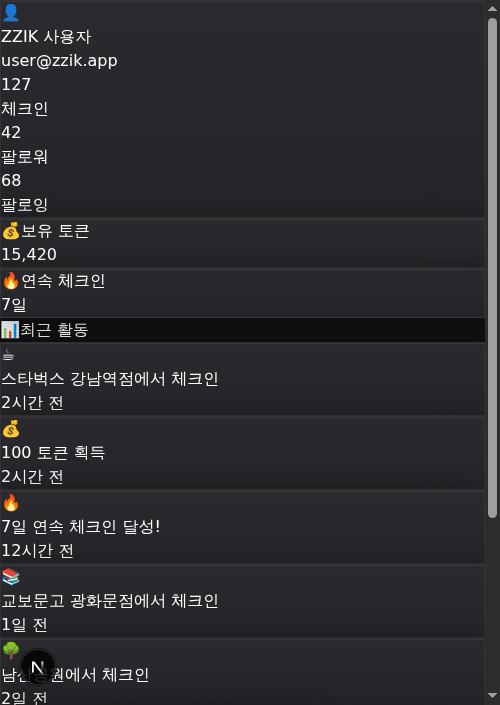 ZZIK 사용자
user@zzik.app
127
체크인
42
팔로워
68
팔로잉
보유 토큰
15,420
연속 체크인
7일
최근 활동
스타벅스 강남역점에서 체크인
2시간 전
100 토큰 획득
2시간 전
7일 연속 체크인 달성!
12시간 전
교보문고 광화문점에서 체크인
1일 전
N
남산공원에서 체크인
2일 전